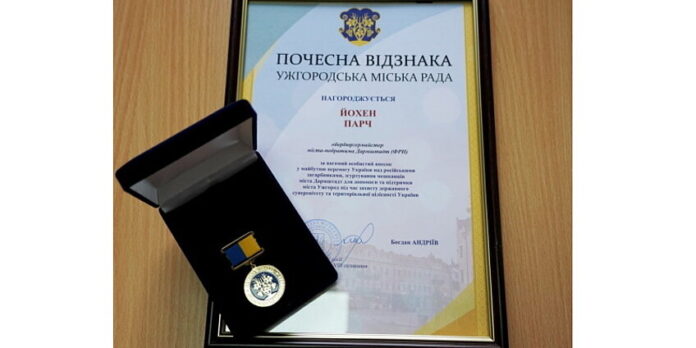 ПОЧЕСНА ВІДЗНАКА
УЖГОРОДСЬКА МІСЬКА РАДА
НАГОРОДЖУЄТЬСЯ
ЙОХЕН
ПАРЧ
обербургермайстер
міста-побратима Дармштадт (ФРН)
за вагомий особистий внесок
у майбутню перемогу України над російськими
загарбниками, згуртування мешканців
міста Дармштадт для допомоги та підтримки
міста Ужгород під час захисту державного
суверенітету та територіальної цілісності України
Богдан АНДРІЇВ
скликання